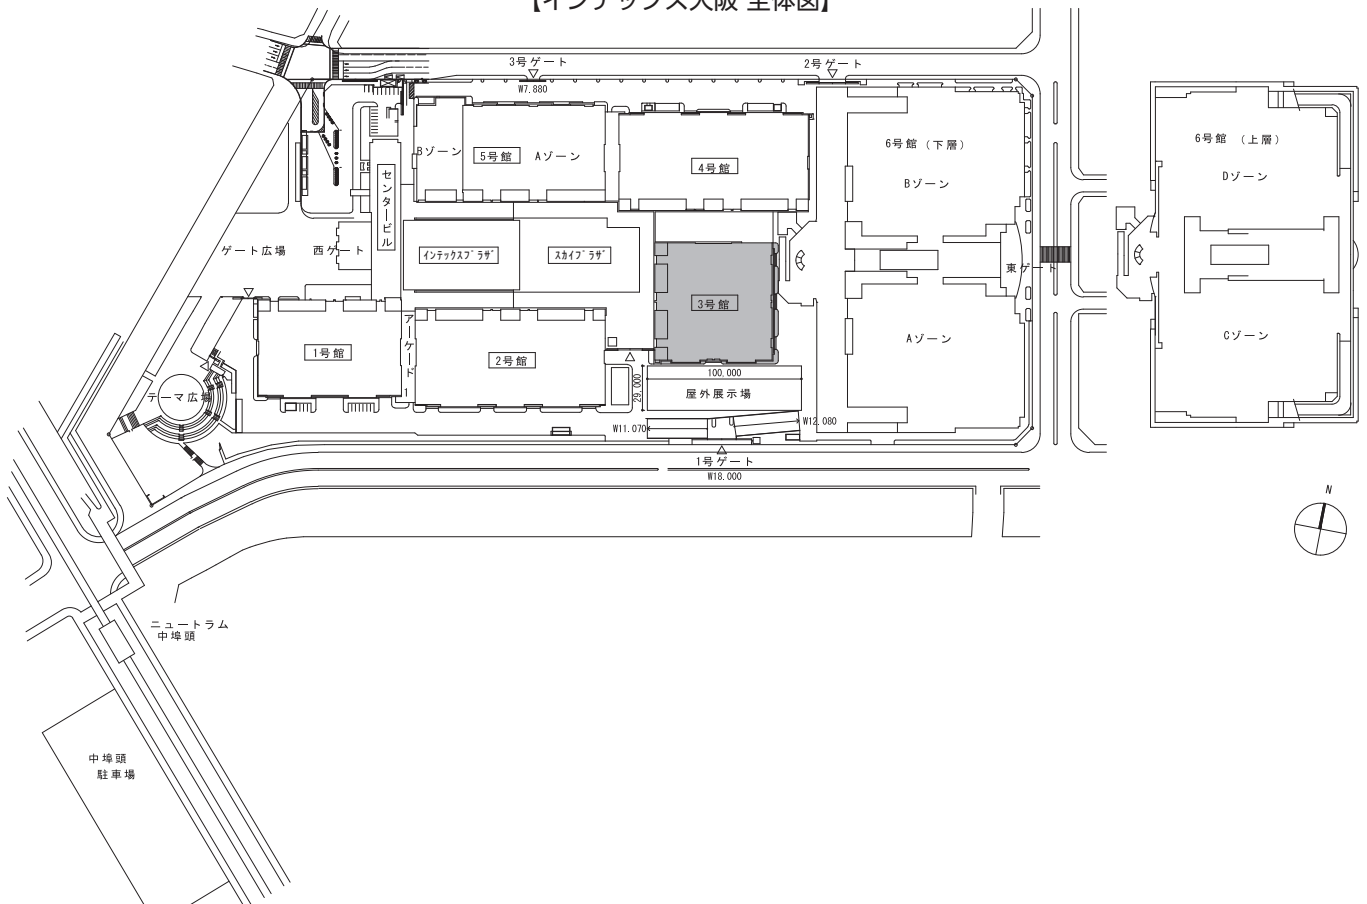 【インテックス大阪 全体図】
3号ゲート
W7.880
2号ゲート
Bゾーン
5号館
Aゾーン
4号館
6号館 (下層)
Bゾーン
6号館 (上層)
Dゾーン
センタービル
ゲート広場
西ゲート
インテックスプラザ
スカイプラザ
東ゲート
3号館
1号館
アーケード
1
2号館
Aゾーン
Cゾーン
テーマ広場
100.000
29.000
屋外展示場
W11.070
W12.080
1号ゲート
W18.000
N
ニュートラム
中埠頭
中埠頭
駐車場